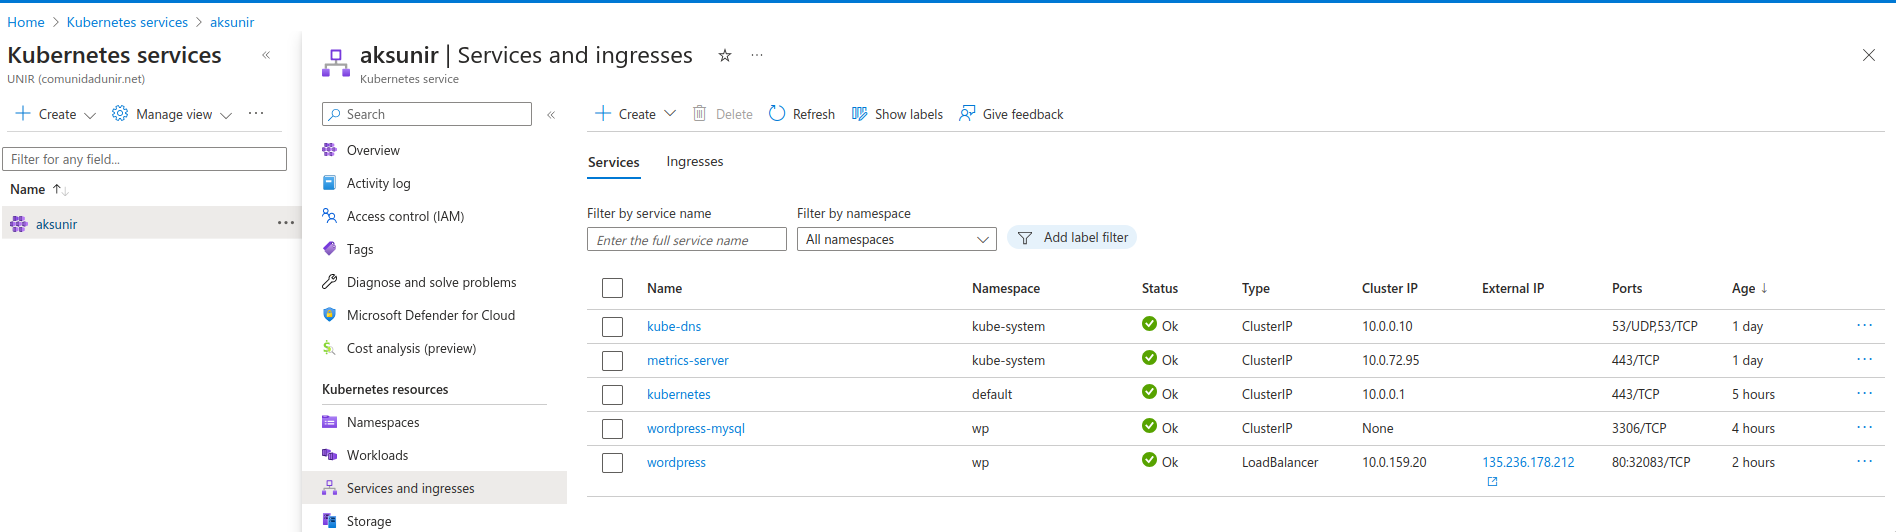 Home > Kubernetes services > aksunir
Kubernetes services «
UNIR (comunidadunir.net)
+ Create Manage view ...
Filter for any field...
Name ↑↓
aksunir ...
aksunir | Services and ingresses ☆ ...
Kubernetes service
Search «
Overview
Activity log
Access control (IAM)
Tags
Diagnose and solve problems
Microsoft Defender for Cloud
Cost analysis (preview)
Kubernetes resources
Namespaces
Workloads
Services and ingresses
Storage
+ Create Delete Refresh Show labels Give feedback
Services Ingresses
Filter by service name Filter by namespace
Enter the full service name All namespaces Add label filter
Name Namespace Status Type Cluster IP External IP Ports Age ↓
kube-dns kube-system Ok ClusterIP 10.0.0.10 53/UDP,53/TCP 1 day ...
metrics-server kube-system Ok ClusterIP 10.0.72.95 443/TCP 1 day ...
kubernetes default Ok ClusterIP 10.0.0.1 443/TCP 5 hours ...
wordpress-mysql wp Ok ClusterIP None 3306/TCP 4 hours ...
wordpress wp Ok LoadBalancer 10.0.159.20 135.236.178.212 80:32083/TCP 2 hours ...